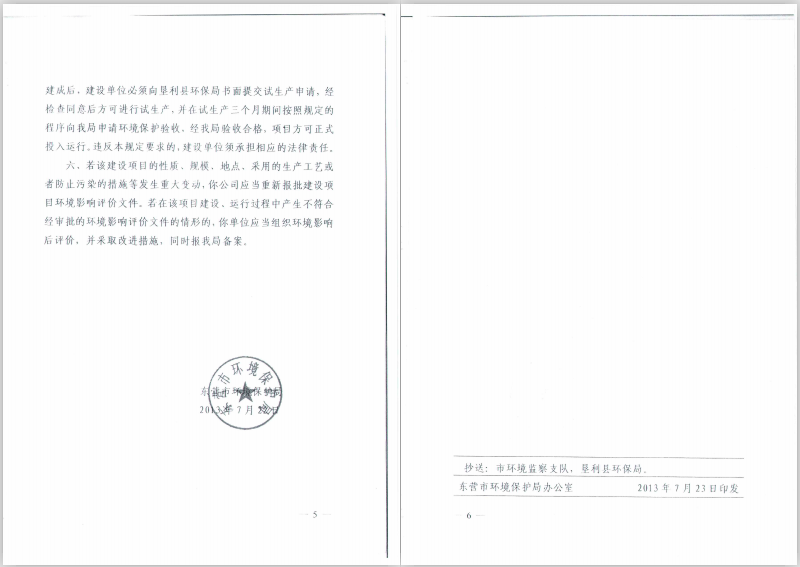 建成后，建设单位必须向垦利县环保局书面提交试生产申请，经
检查同意后方可进行试生产，并在试生产三个月期间按照规定的
程序向我局申请环境保护验收，经我局验收合格，项目方可正式
投入运行。违反本规定要求的，建设单位须承担相应的法律责任。
六、若该建设项目的性质、规模、地点、采用的生产工艺或
者防止污染的措施等发生重大变动，你公司应当重新报批建设项
目环境影响评价文件。若在该项目建设、运行过程中产生不符合
经审批的环境影响评价文件的情形的，你单位应当组织环境影响
后评价，并采取改进措施，同时报我局备案。
东营市环境保护局
东营市环境保护局
2013年7月22日
— 5 —
抄送：市环境监察支队，垦利县环保局。
东营市环境保护局办公室 2013年7月23日印发
— 6 —